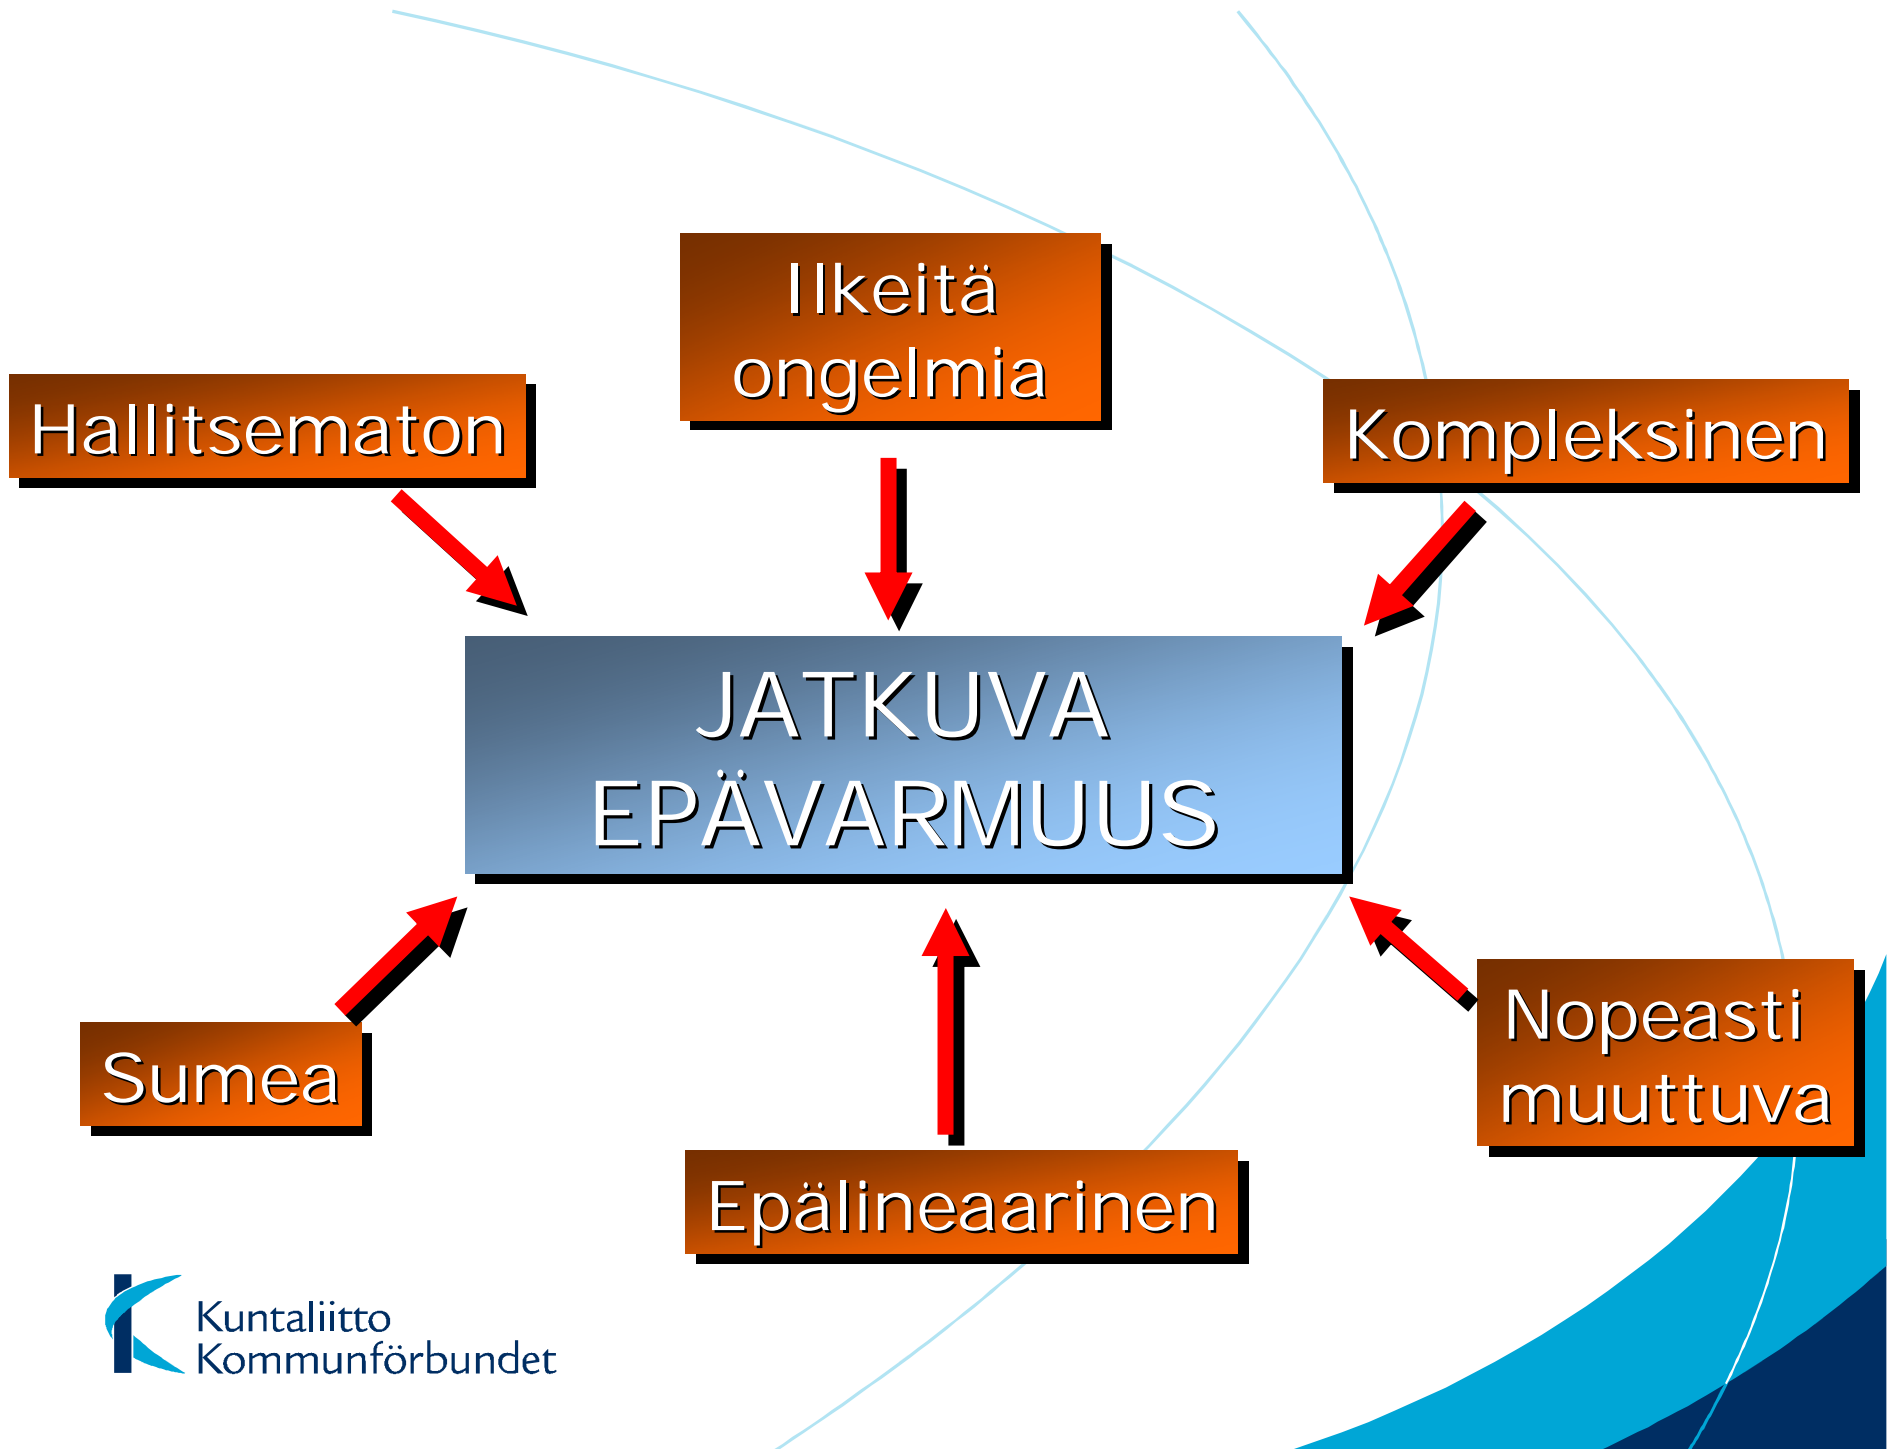 Ilkeitä
ongelmia
Hallitsematon
Kompleksinen
JATKUVA
EPÄVARMUUS
Sumea
Nopeasti
muuttuva
Epälineaarinen
Kuntaliitto
Kommunförbundet